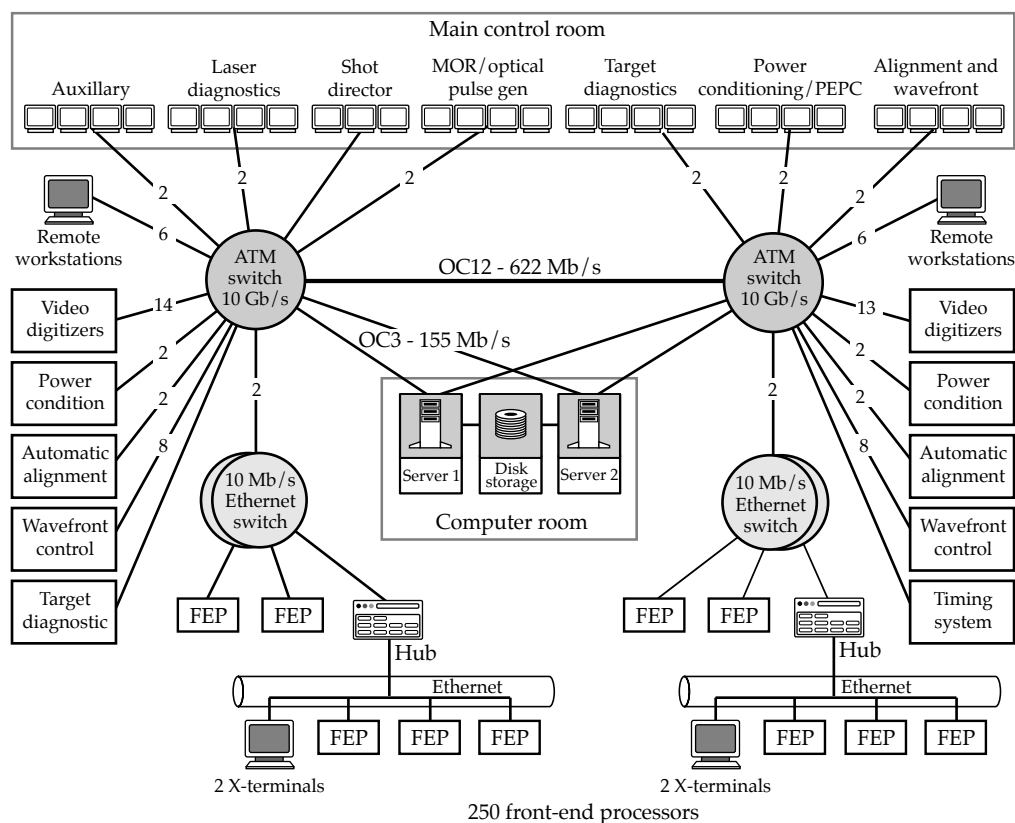 Main control room
Auxillary
Laser
diagnostics
Shot
director
MOR/optical
pulse gen
Target
diagnostics
Power
conditioning/PEPC
Alignment and
wavefront
2
2
2
2
2
2
Remote
workstations
6
ATM
switch
10 Gb/s
OC12 - 622 Mb/s
ATM
switch
10 Gb/s
6
Remote
workstations
Video
digitizers
14
OC3 - 155 Mb/s
13
Video
digitizers
Power
condition
2
2
2
2
Power
condition
Automatic
alignment
2
8
Server 1
Disk
storage
Server 2
Computer room
2
8
Automatic
alignment
Wavefront
control
10 Mb/s
Ethernet
switch
10 Mb/s
Ethernet
switch
Wavefront
control
Target
diagnostic
FEP
FEP
Hub
FEP
FEP
Hub
Timing
system
Ethernet
Ethernet
FEP
FEP
FEP
2 X-terminals
FEP
FEP
FEP
2 X-terminals
250 front-end processors